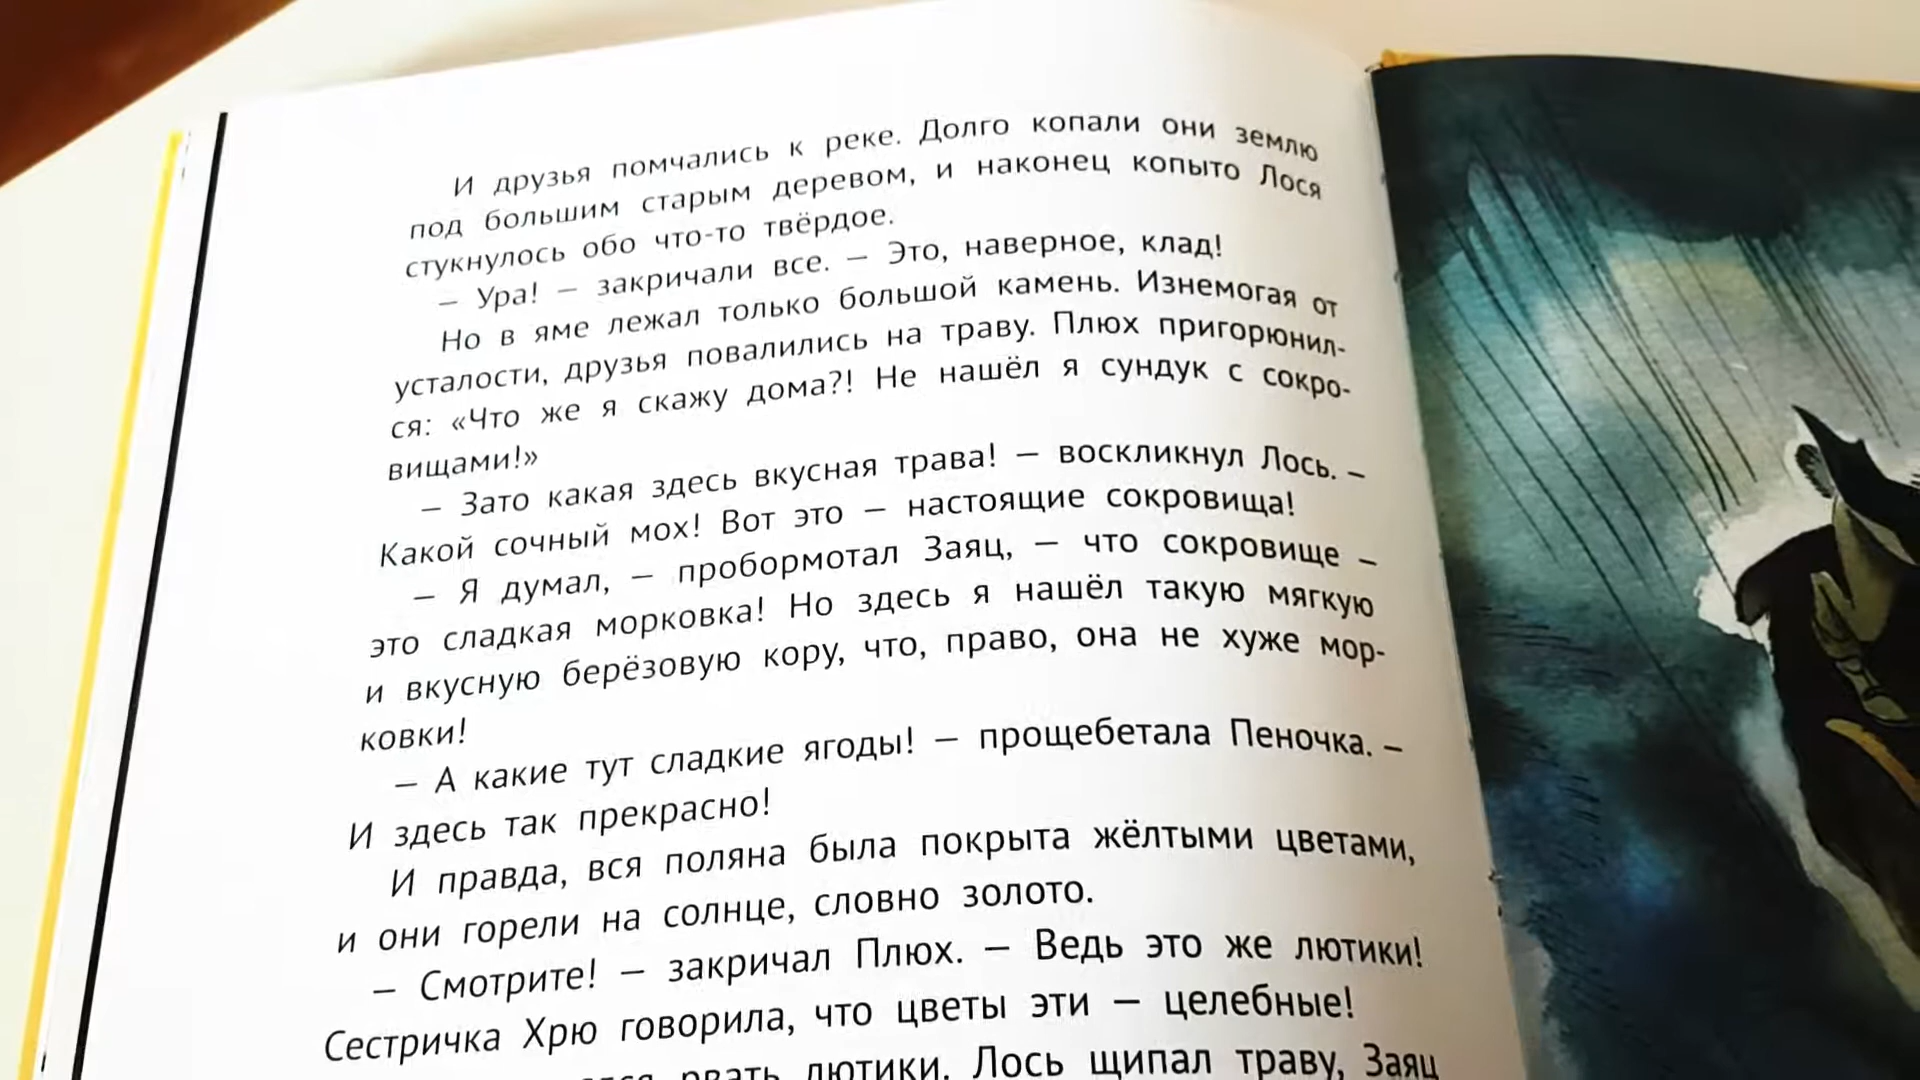 И друзья помчались к реке. Долго копали они землю
под большим старым деревом, и наконец копыто Лося
стукнулось обо что-то твёрдое.
– Ура! – закричали все. – Это, наверное, клад!
Но в яме лежал только большой камень. Изнемогая от
усталости, друзья повалились на траву. Плюх пригорюнил-
ся: «Что же я скажу дома?! Не нашёл я сундук с сокро-
вищами!»
– Зато какая здесь вкусная трава! – воскликнул Лось. –
Какой сочный мох! Вот это – настоящие сокровища!
– Я думал, – пробормотал Заяц, – что сокровище –
это сладкая морковка! Но здесь я нашёл такую мягкую
и вкусную берёзовую кору, что, право, она не хуже мор-
ковки!
– А какие тут сладкие ягоды! – прощебетала Пеночка. –
И здесь так прекрасно!
И правда, вся поляна была покрыта жёлтыми цветами,
и они горели на солнце, словно золото.
– Смотрите! – закричал Плюх. – Ведь это же лютики!
Сестричка Хрю говорила, что цветы эти – целебные!
рвать лютики. Лось щипал траву, Заяц